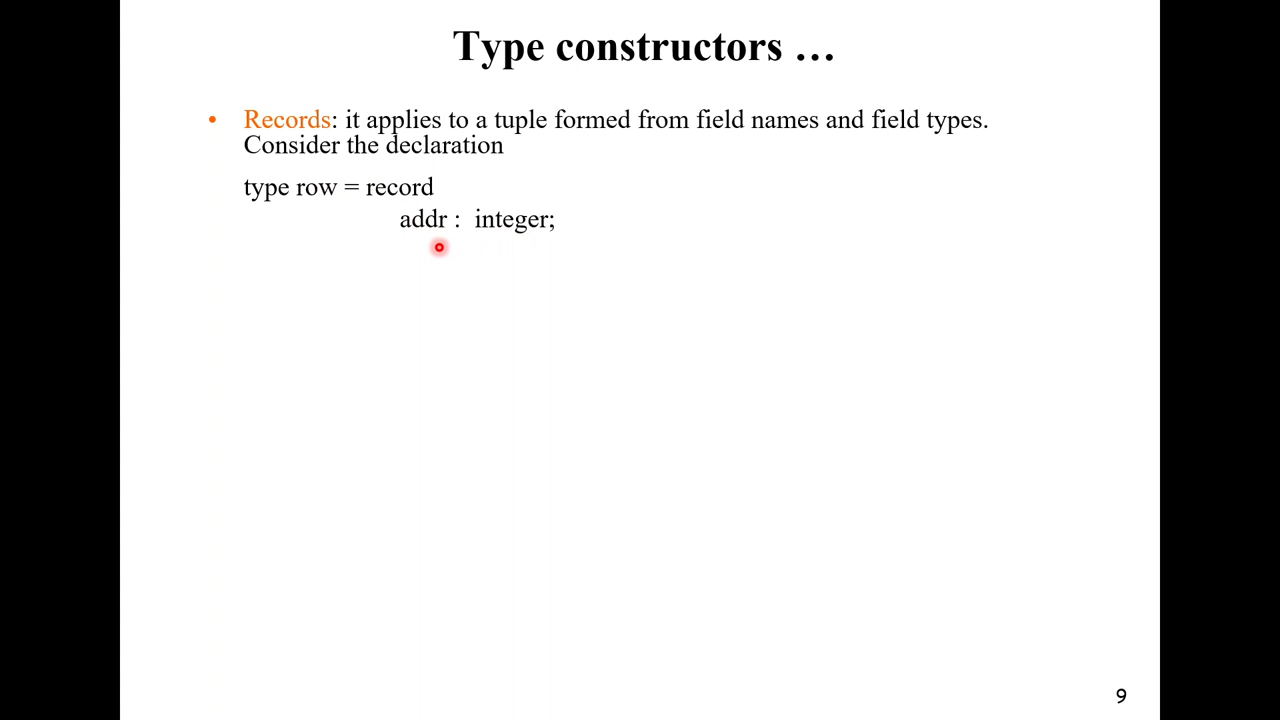 Type constructors …
• Records: it applies to a tuple formed from field names and field types.
Consider the declaration
type row = record
addr : integer;
9